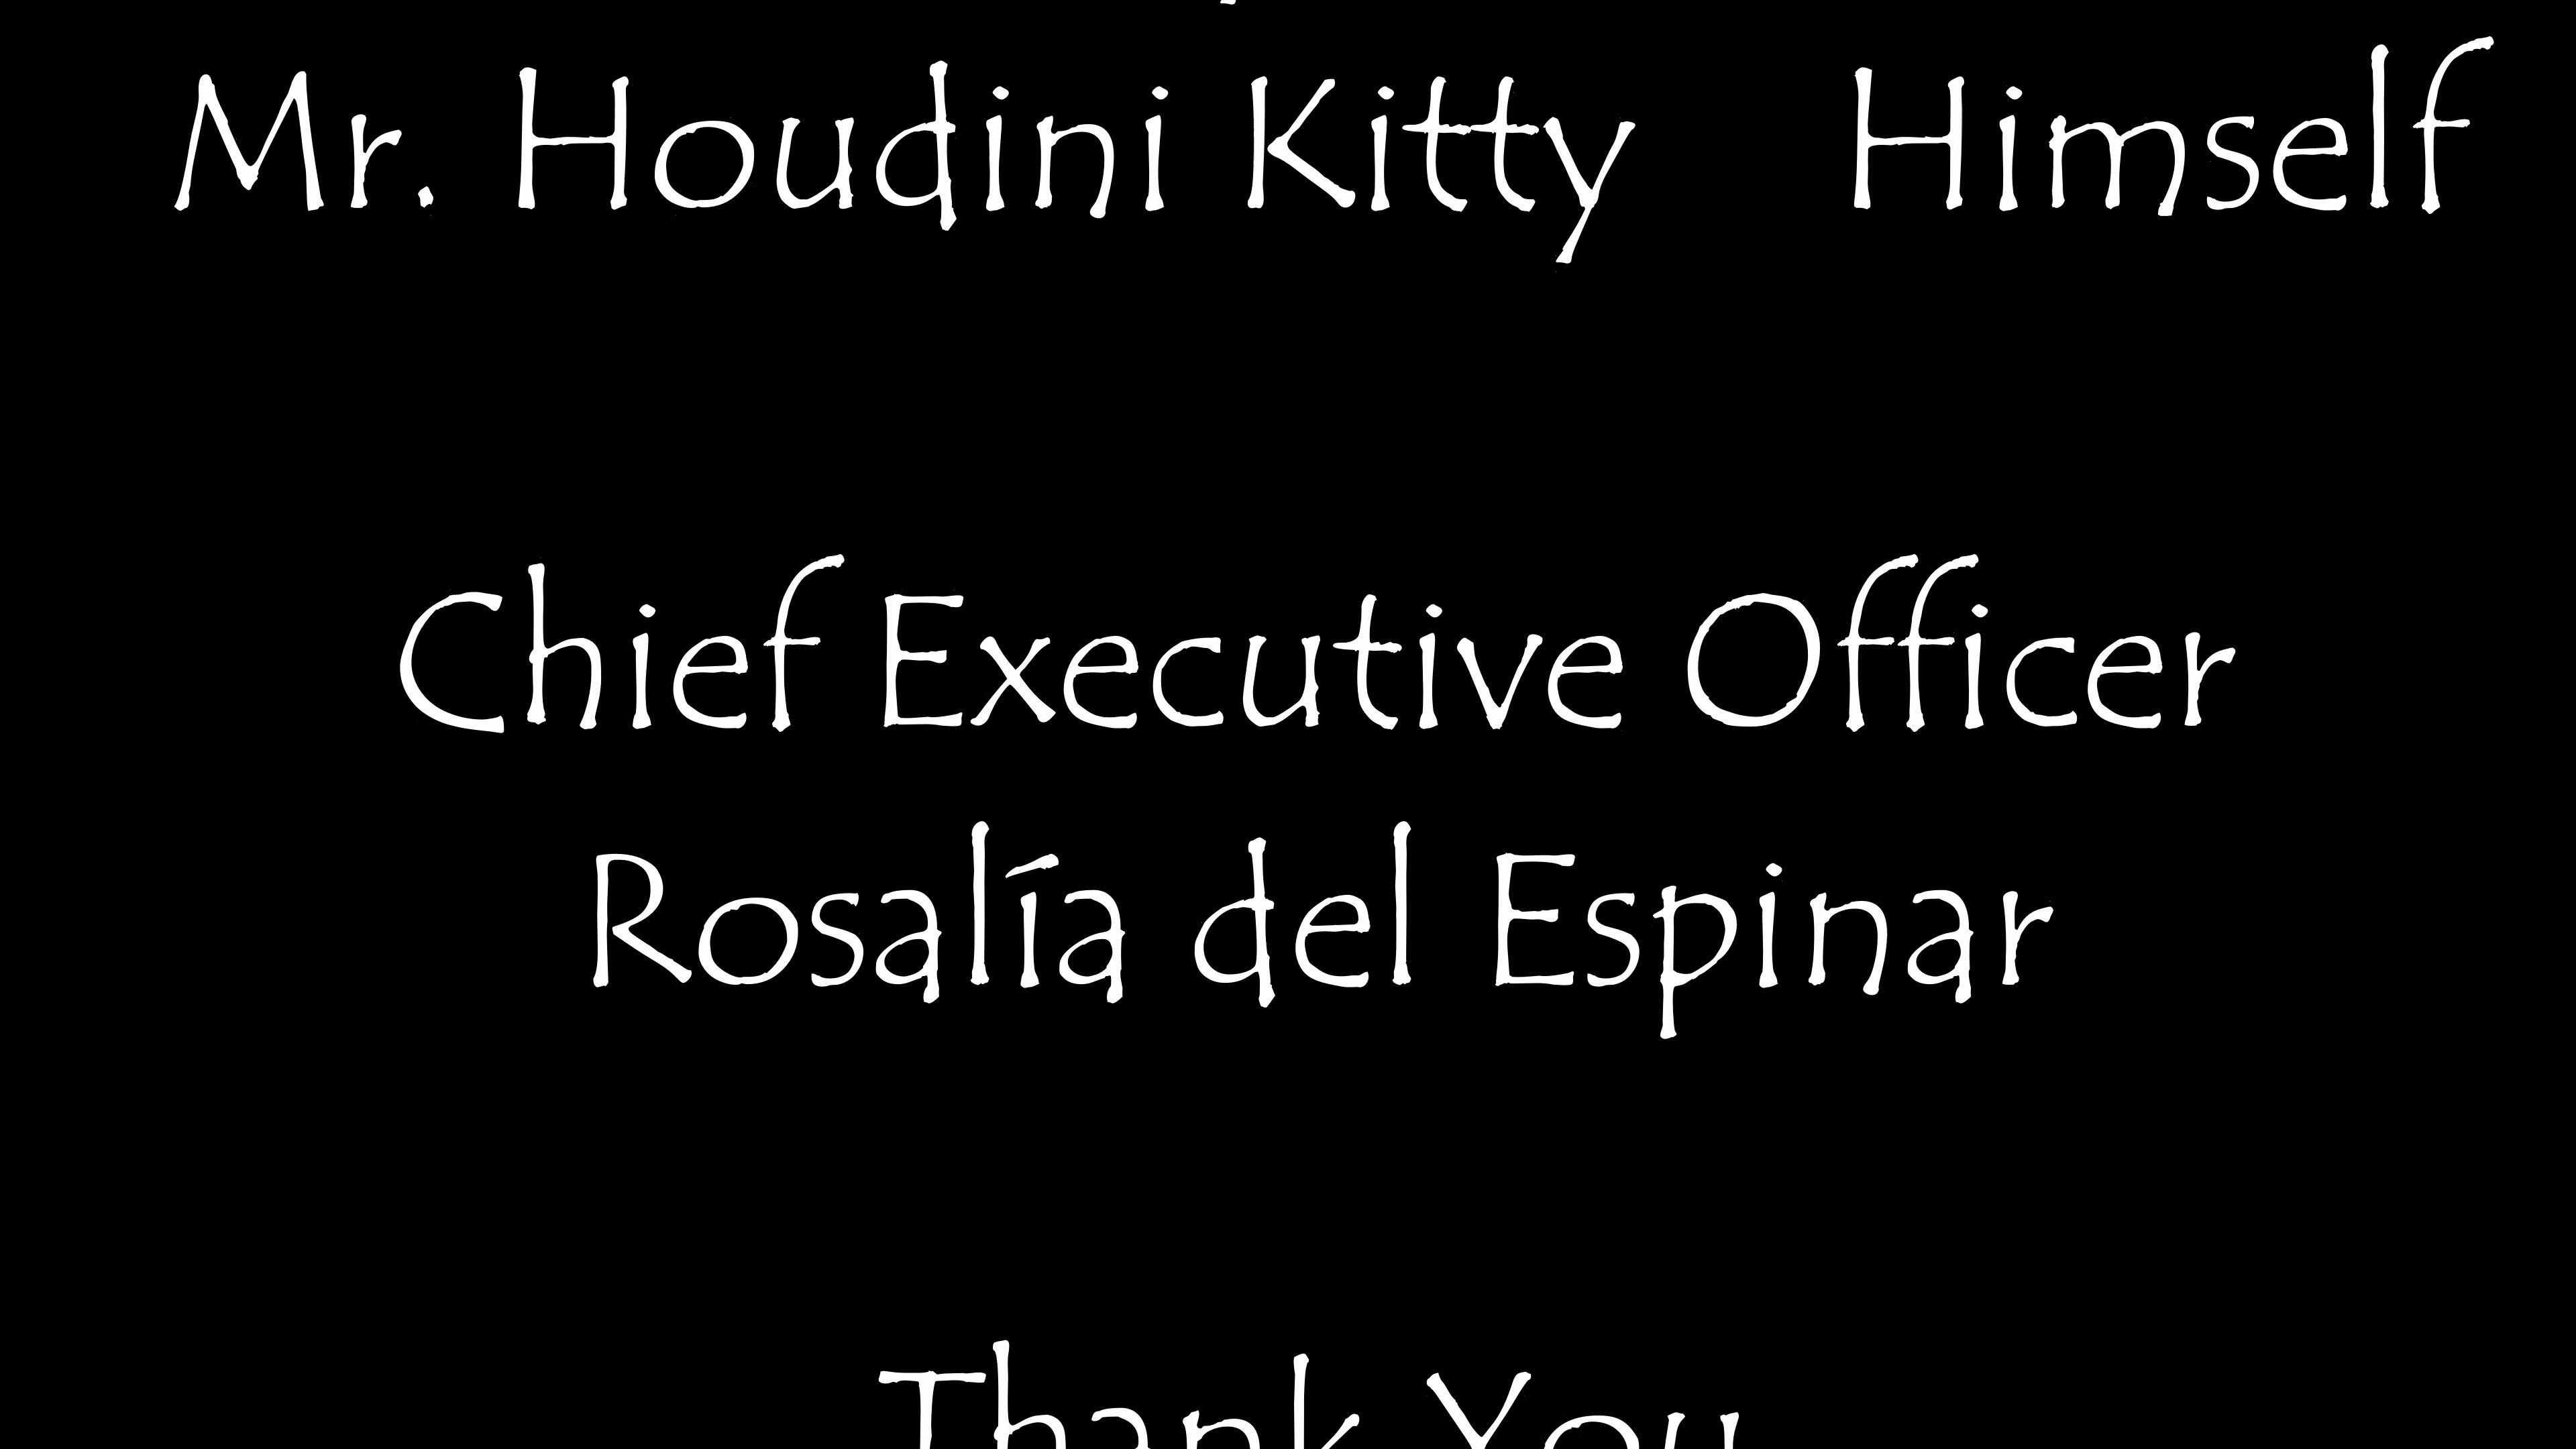 Mr. Houdini Kitty Himself
Chief Executive Officer
Rosalía del Espinar
Thank You